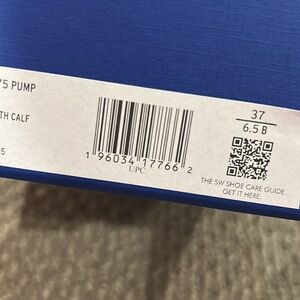 75 PUMP
TH CALF
5
1 96034 17766 2
UPC
37
6.5 B
THE SW SHOE CARE GUIDE
GET IT HERE.